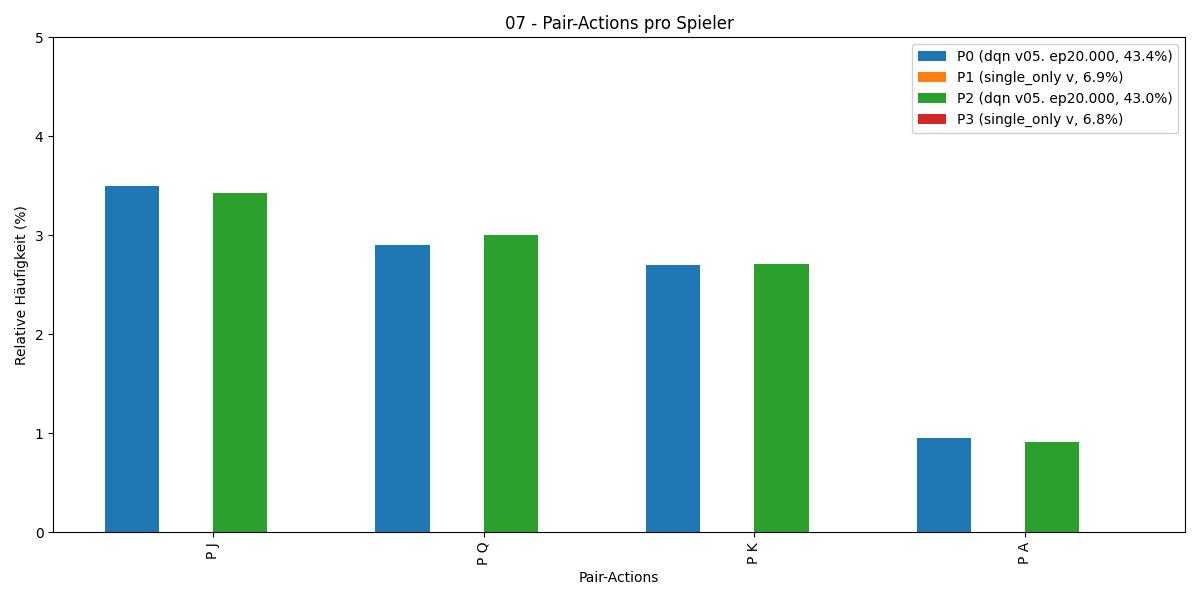 07 - Pair-Actions pro Spieler
5
4
3
2
1
0
Relative Häufigkeit (%)
P0 (dqn v05. ep20.000, 43.4%)
P1 (single_only v, 6.9%)
P2 (dqn v05. ep20.000, 43.0%)
P3 (single_only v, 6.8%)
P J
P Q
P K
P A
Pair-Actions